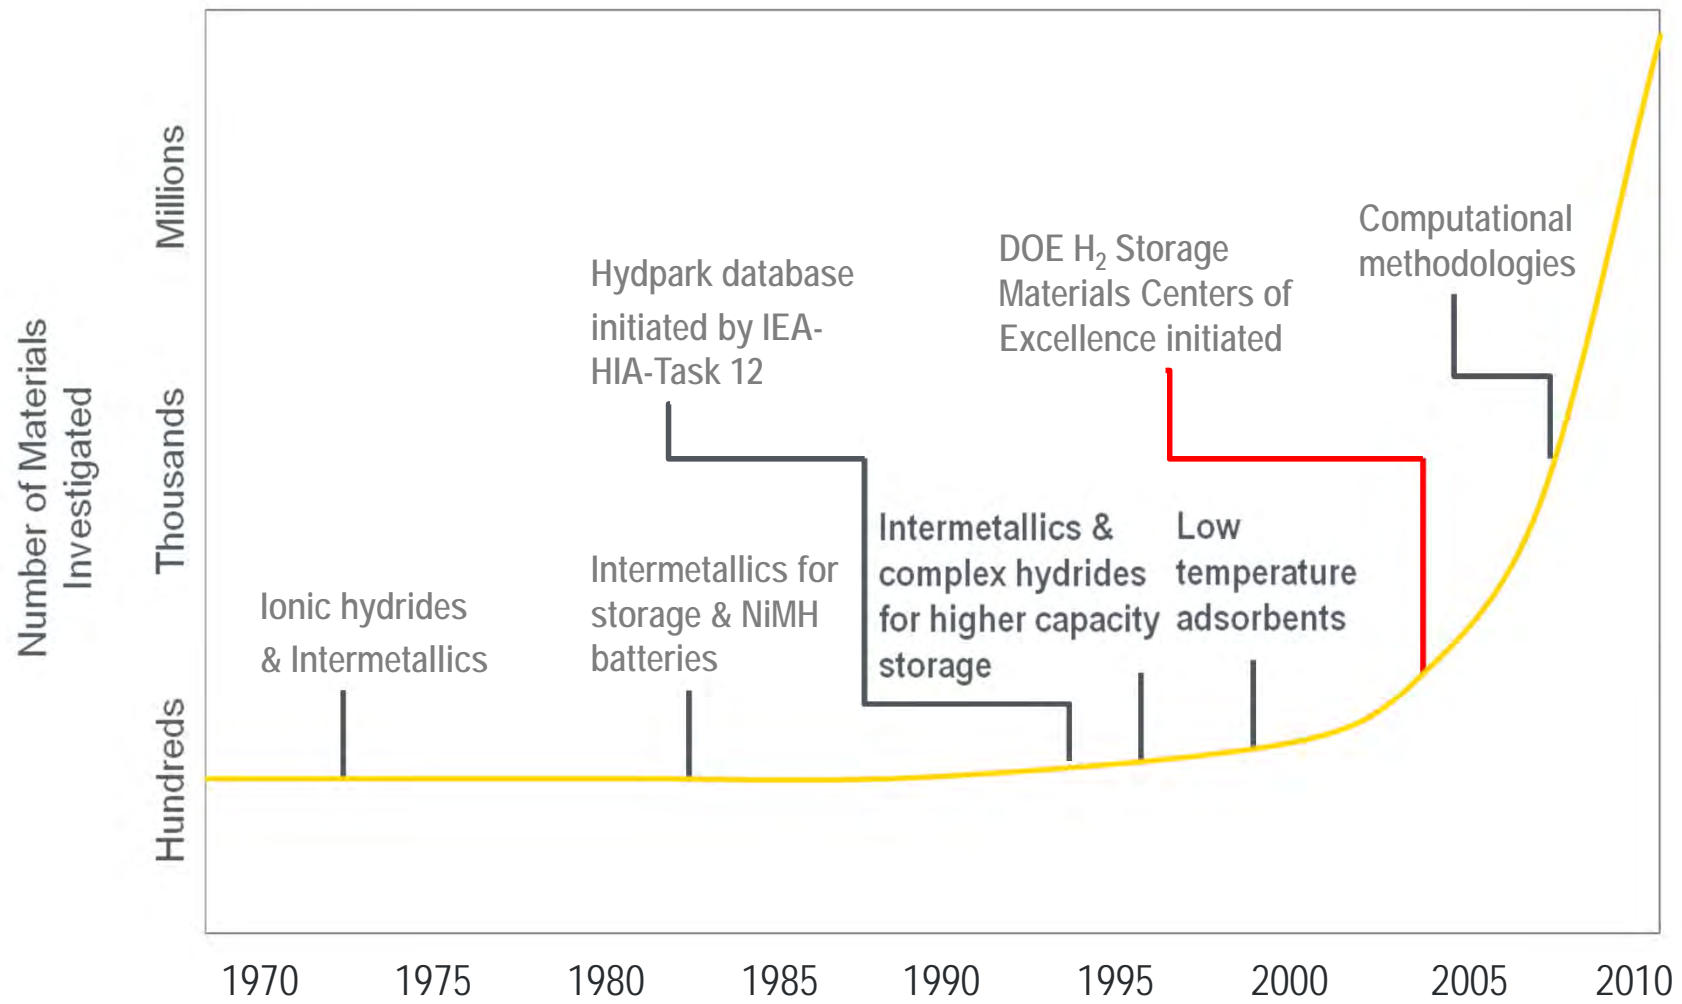 Number of Materials
Investigated
Millions
Thousands
Hundreds
Ionic hydrides
& Intermetallics
Hydpark database
initiated by IEA-
HIA-Task 12
Intermetallics for
storage & NiMH
batteries
Intermetallics &
complex hydrides
for higher capacity
storage
Low
temperature
adsorbents
DOE H₂ Storage
Materials Centers of
Excellence initiated
Computational
methodologies
1970 1975 1980 1985 1990 1995 2000 2005 2010